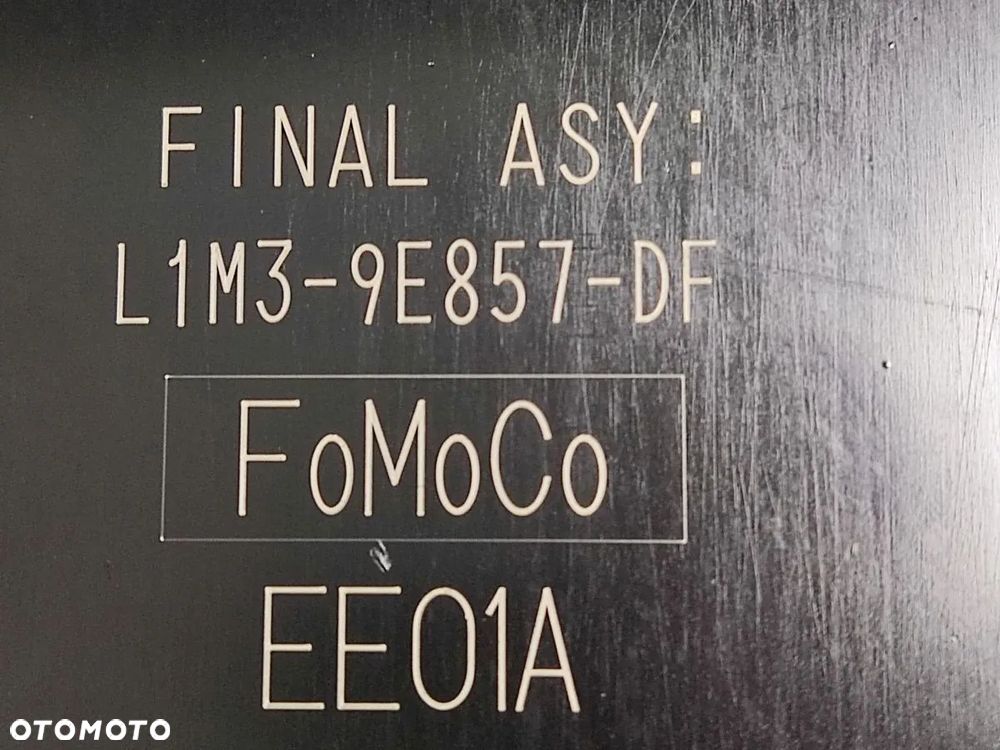 FINAL ASY:
L1M3-9E857-DF
FoMoCo
EE01A
OTOMOTO